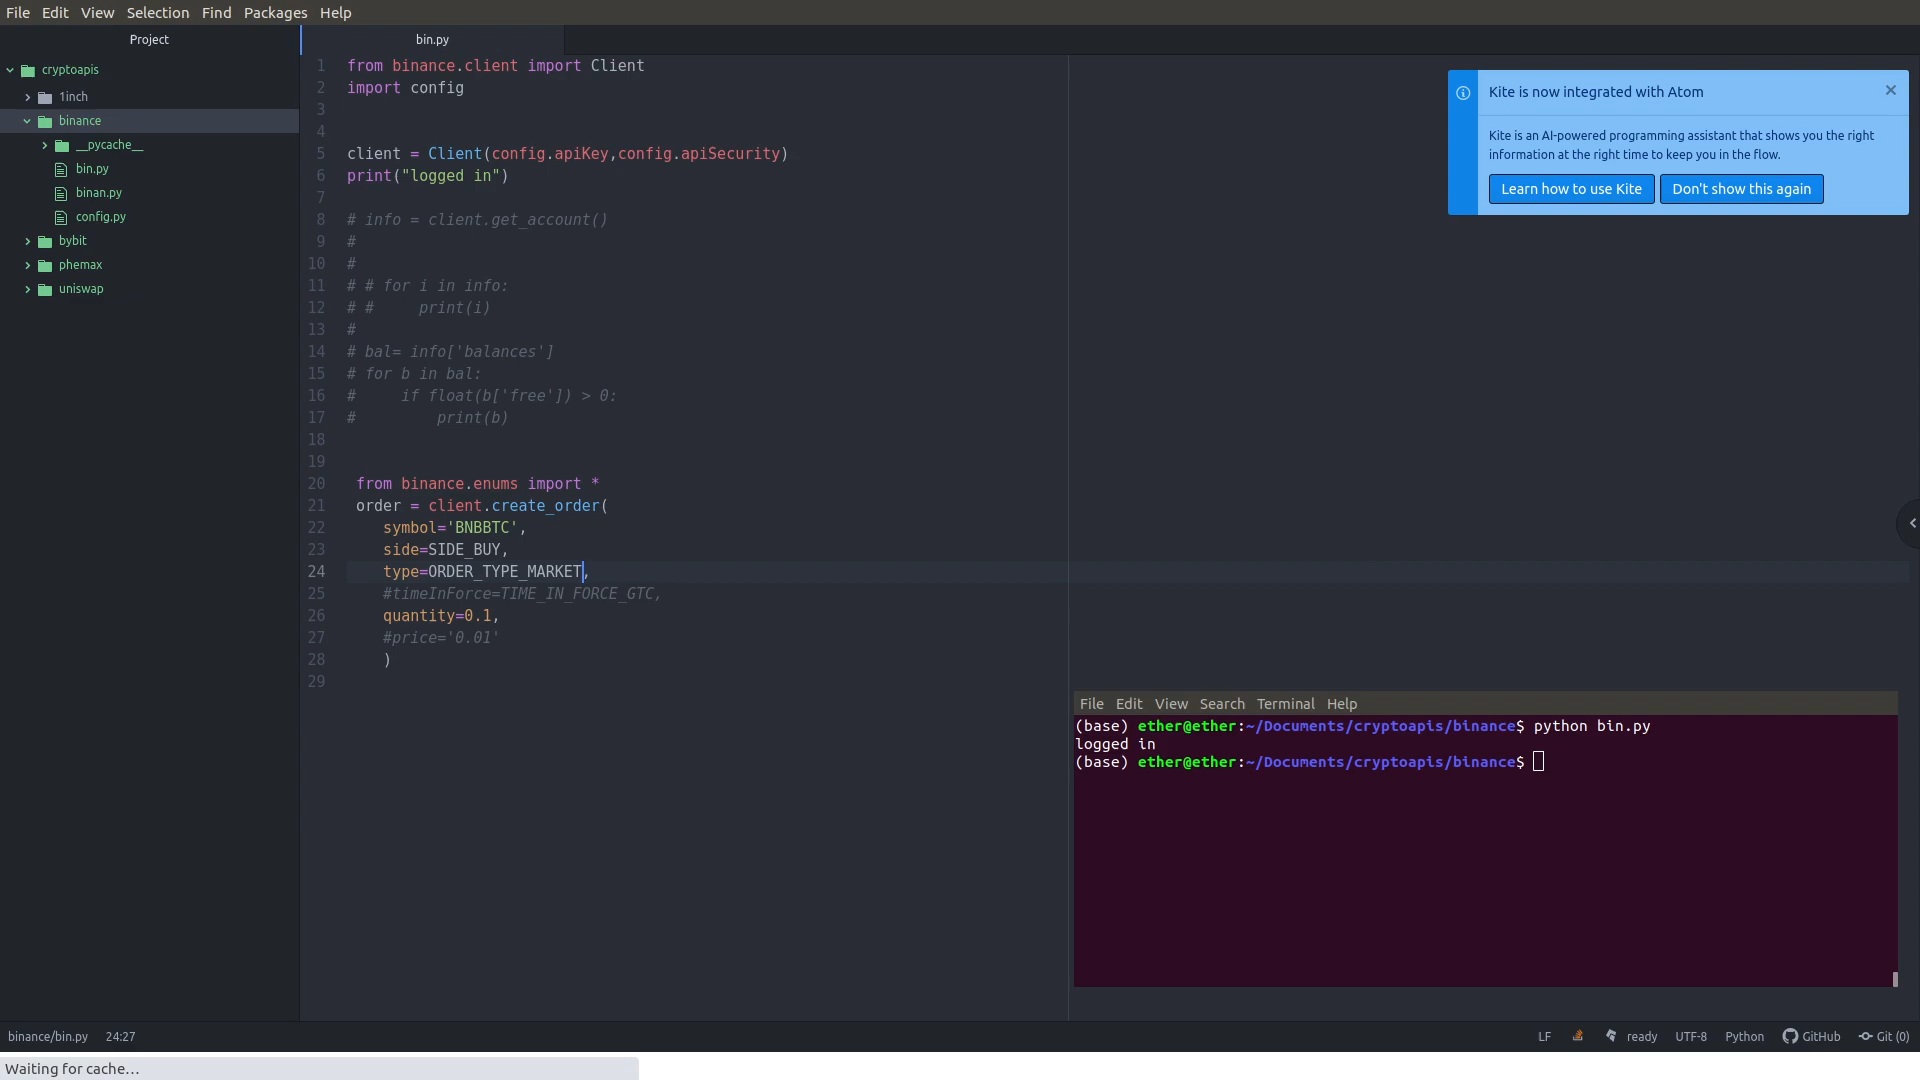 File Edit View Selection Find Packages Help
Project
bin.py
cryptoapis
1inch
binance
__pycache__
bin.py
binan.py
config.py
bybit
phemax
uniswap
1 from binance.client import Client
2 import config
3
4
5 client = Client(config.apiKey,config.apiSecurity)
6 print("logged in")
7
8 # info = client.get_account()
9 #
10 #
11 # # for i in info:
12 # #     print(i)
13 #
14 # bal= info['balances']
15 # for b in bal:
16 #     if float(b['free']) > 0:
17 #         print(b)
18
19
20  from binance.enums import *
21  order = client.create_order(
22     symbol='BNBBTC',
23     side=SIDE_BUY,
24     type=ORDER_TYPE_MARKET,
25     #timeInForce=TIME_IN_FORCE_GTC,
26     quantity=0.1,
27     #price='0.01'
28     )
29
Kite is now integrated with Atom
Kite is an AI-powered programming assistant that shows you the right
information at the right time to keep you in the flow.
Learn how to use Kite Don't show this again
File Edit View Search Terminal Help
(base) ether@ether:~/Documents/cryptoapis/binance$ python bin.py
logged in
(base) ether@ether:~/Documents/cryptoapis/binance$
binance/bin.py 24:27 LF ready UTF-8 Python GitHub Git (0)
Waiting for cache…